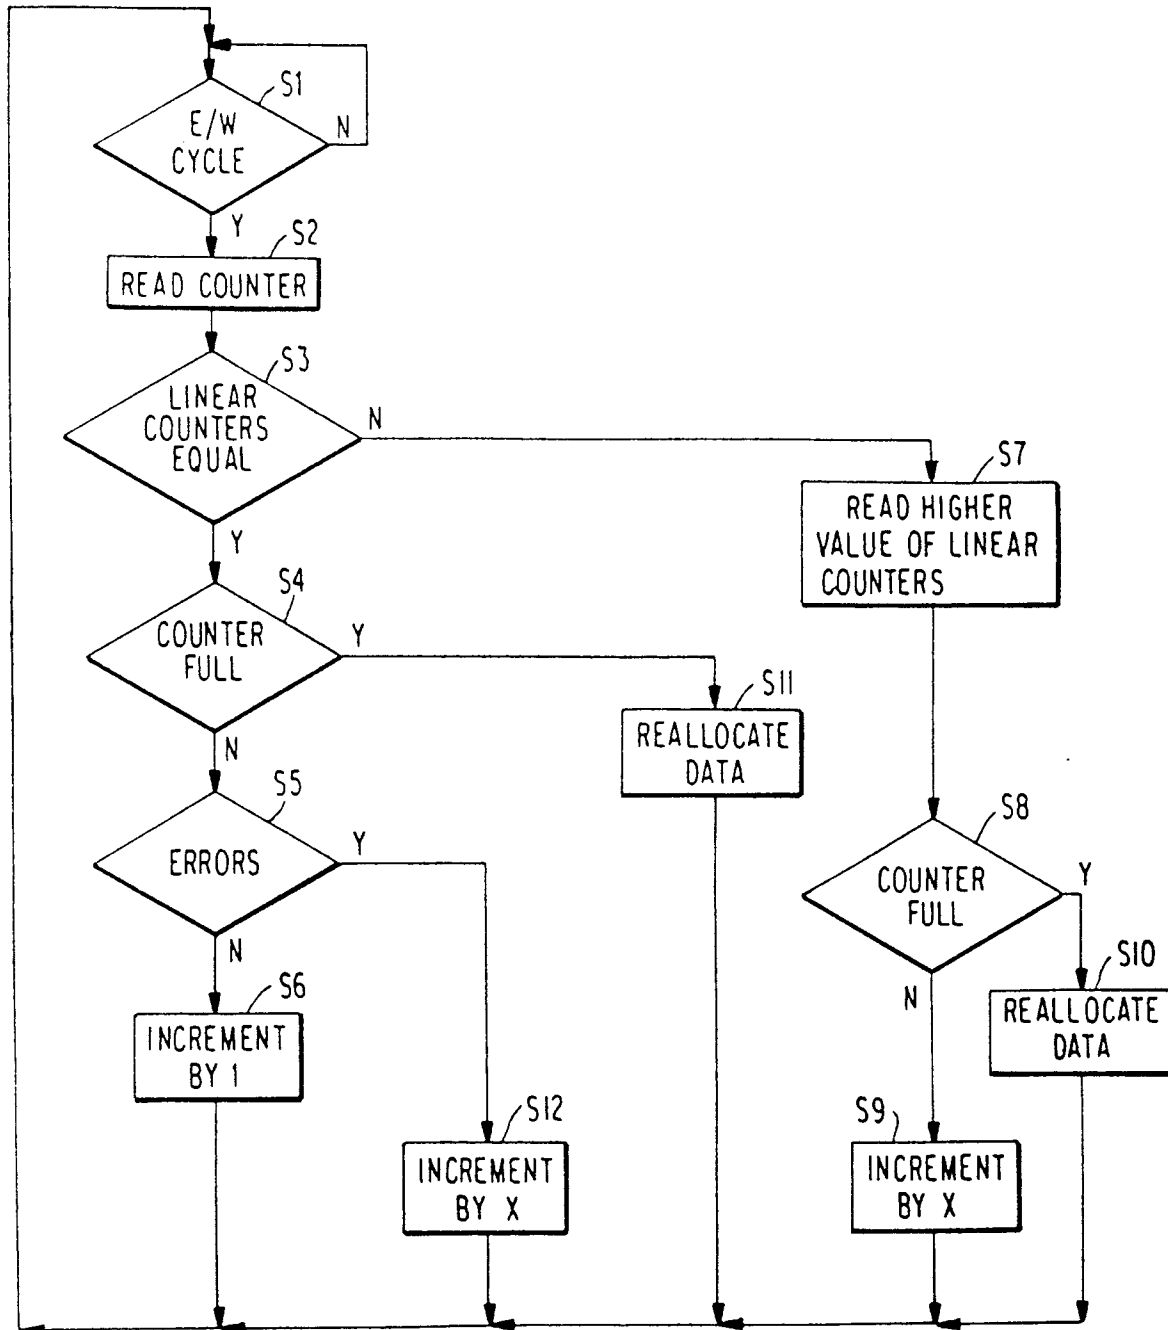 S1
E/W
CYCLE
N
Y
S2
READ COUNTER
S3
LINEAR
COUNTERS
EQUAL
N
Y
S7
READ HIGHER
VALUE OF LINEAR
COUNTERS
S4
COUNTER
FULL
Y
N
S11
REALLOCATE
DATA
S5
ERRORS
Y
N
S8
COUNTER
FULL
Y
N
S10
REALLOCATE
DATA
S6
INCREMENT
BY 1
S12
INCREMENT
BY X
S9
INCREMENT
BY X